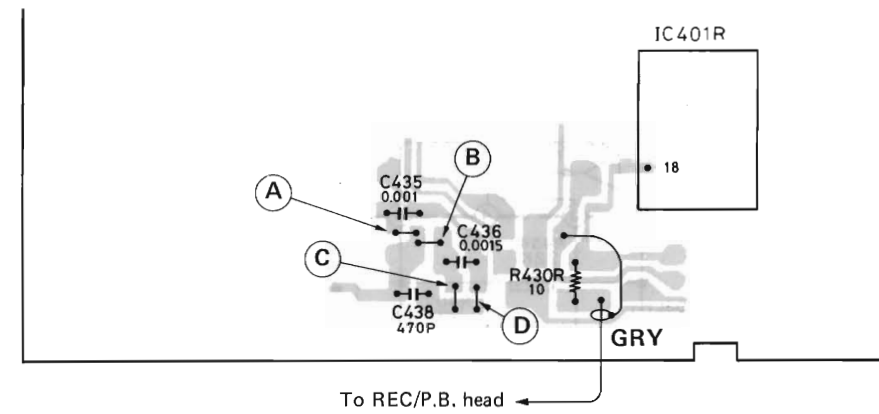 IC401R
18
B
A
C435
0.001
C436
0.0015
C
R430R
10
C438
470P
D
GRY
To REC/P.B. head